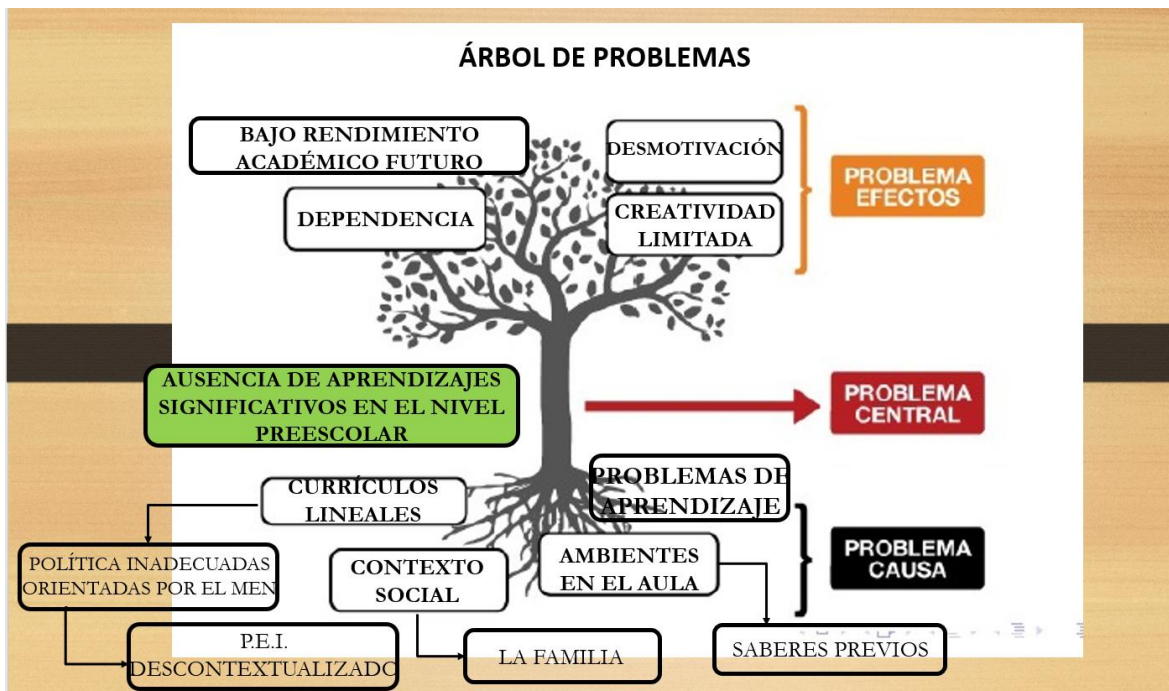 ÁRBOL DE PROBLEMAS
BAJO RENDIMIENTO
ACADÉMICO FUTURO
DESMOTIVACIÓN
DEPENDENCIA
CREATIVIDAD
LIMITADA
PROBLEMA
EFECTOS
AUSENCIA DE APRENDIZAJES
SIGNIFICATIVOS EN EL NIVEL
PREESCOLAR
PROBLEMA
CENTRAL
CURRÍCULOS
LINEALES
PROBLEMAS DE
APRENDIZAJE
POLÍTICA INADECUADAS
ORIENTADAS POR EL MEN
CONTEXTO
SOCIAL
AMBIENTES
EN EL AULA
PROBLEMA
CAUSA
P.E.I.
DESCONTEXTUALIZADO
LA FAMILIA
SABERES PREVIOS